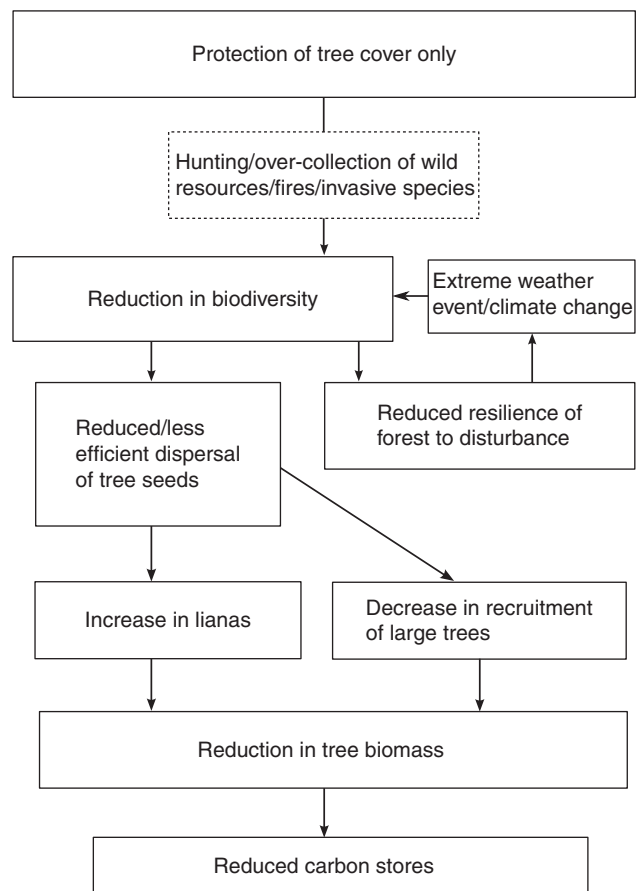 Protection of tree cover only
Hunting/over-collection of wild
resources/fires/invasive species
Reduction in biodiversity
Extreme weather
event/climate change
Reduced/less
efficient dispersal
of tree seeds
Reduced resilience of
forest to disturbance
Increase in lianas
Decrease in recruitment
of large trees
Reduction in tree biomass
Reduced carbon stores